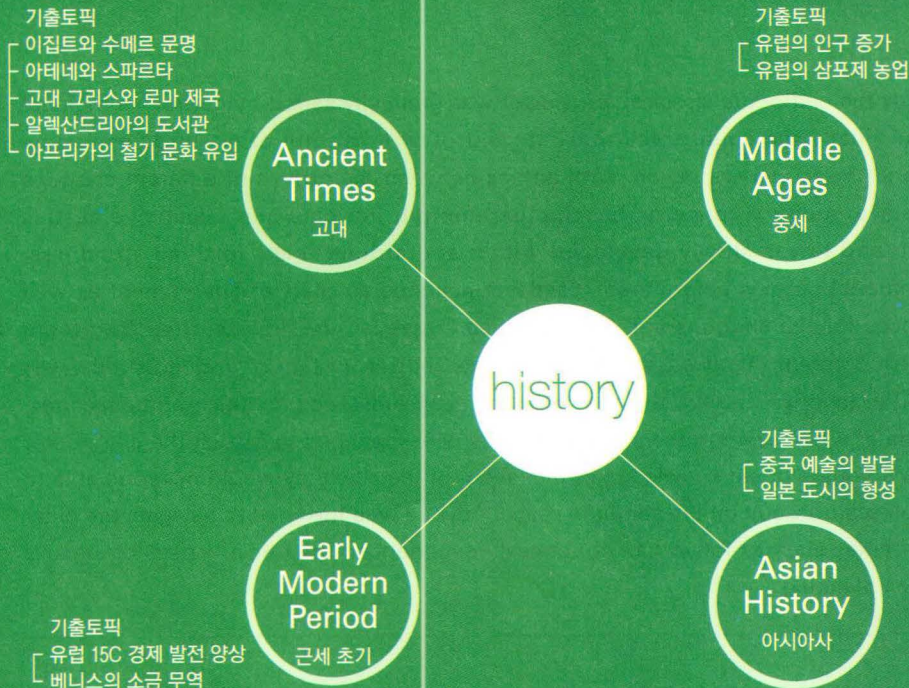 기출토픽
이집트와 수메르 문명
아테네와 스파르타
고대 그리스와 로마 제국
알렉산드리아의 도서관
아프리카의 철기 문화 유입
Ancient
Times
고대
기출토픽
유럽의 인구 증가
유럽의 삼포제 농업
Middle
Ages
중세
history
기출토픽
중국 예술의 발달
일본 도시의 형성
Asian
History
아시아사
Early
Modern
Period
근세 초기
기출토픽
유럽 15C 경제 발전 양상
베니스의 소금 무역